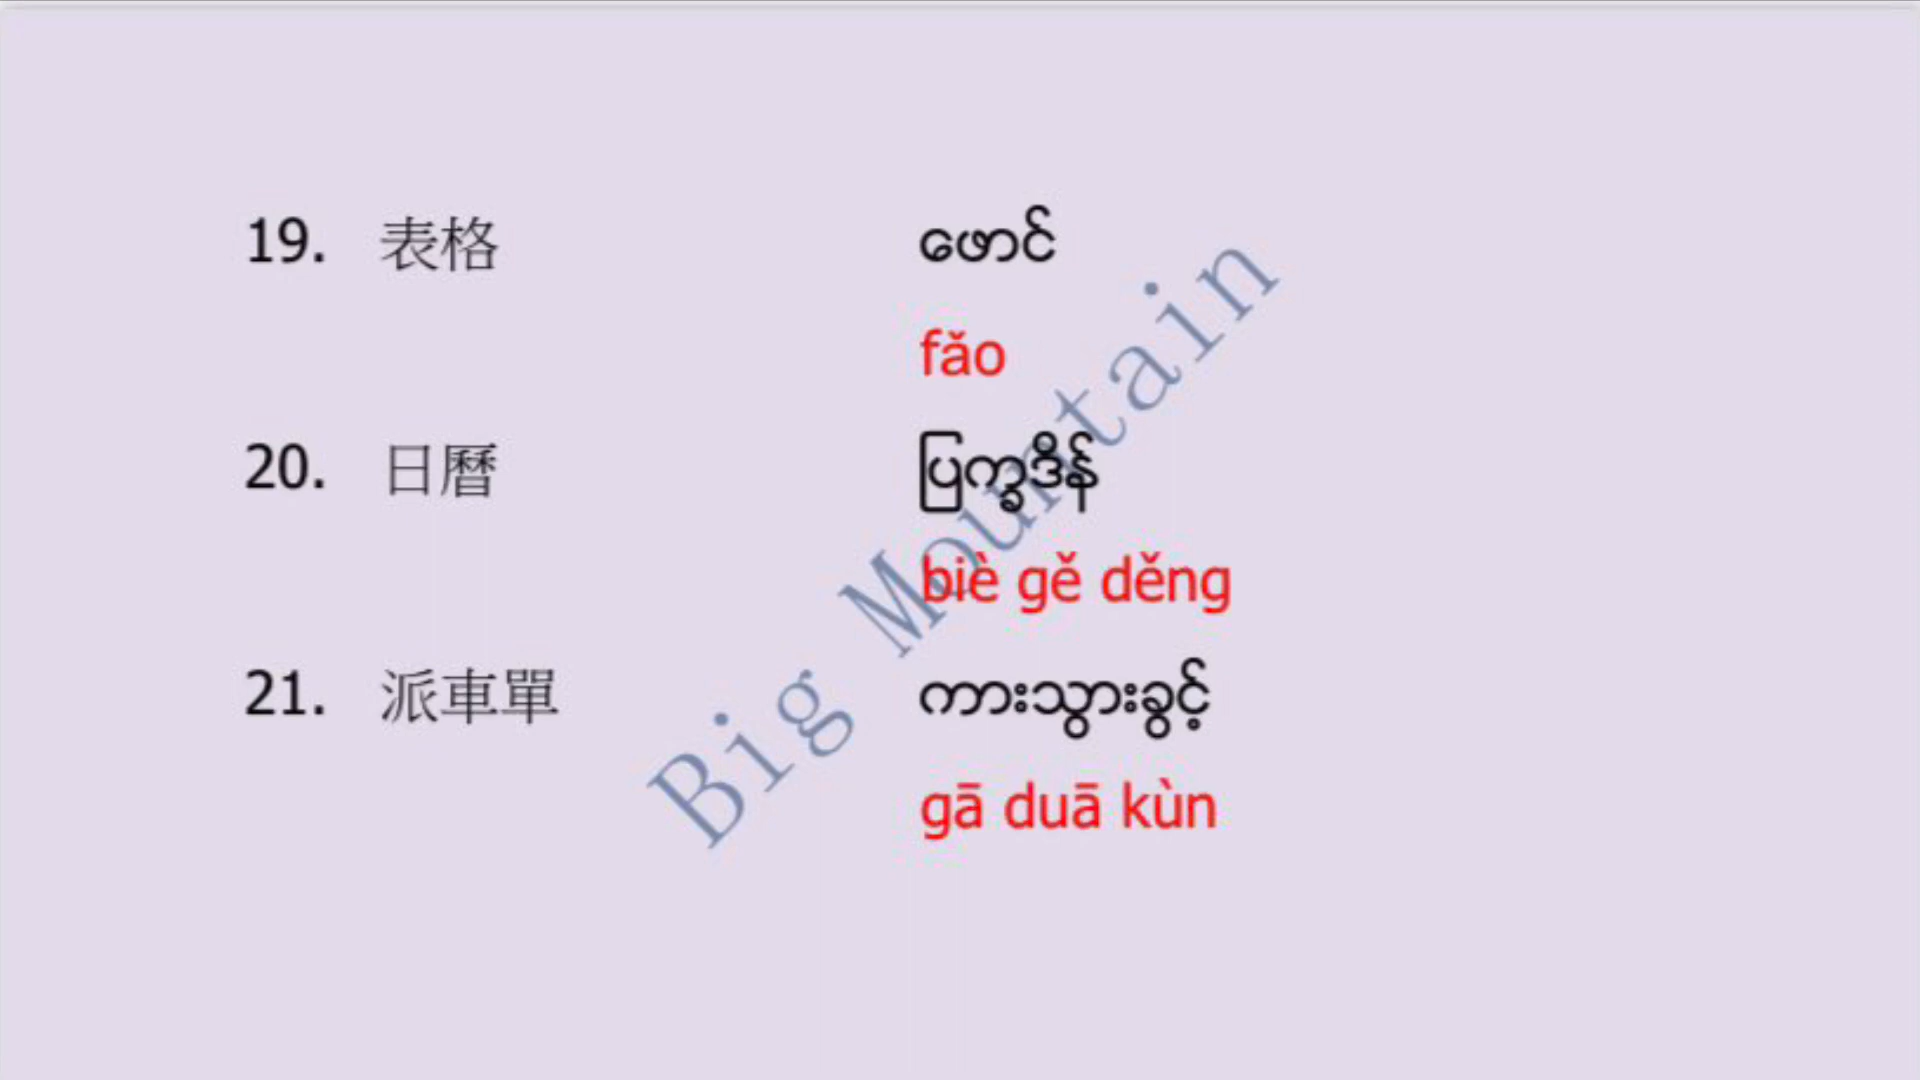 19. 表格 ဖောင်
fǎo
20. 日曆 ပြက္ခဒိန်
biè gě děng
21. 派車單 ကားသွားခွင့်
gā duā kùn
Big Mountain